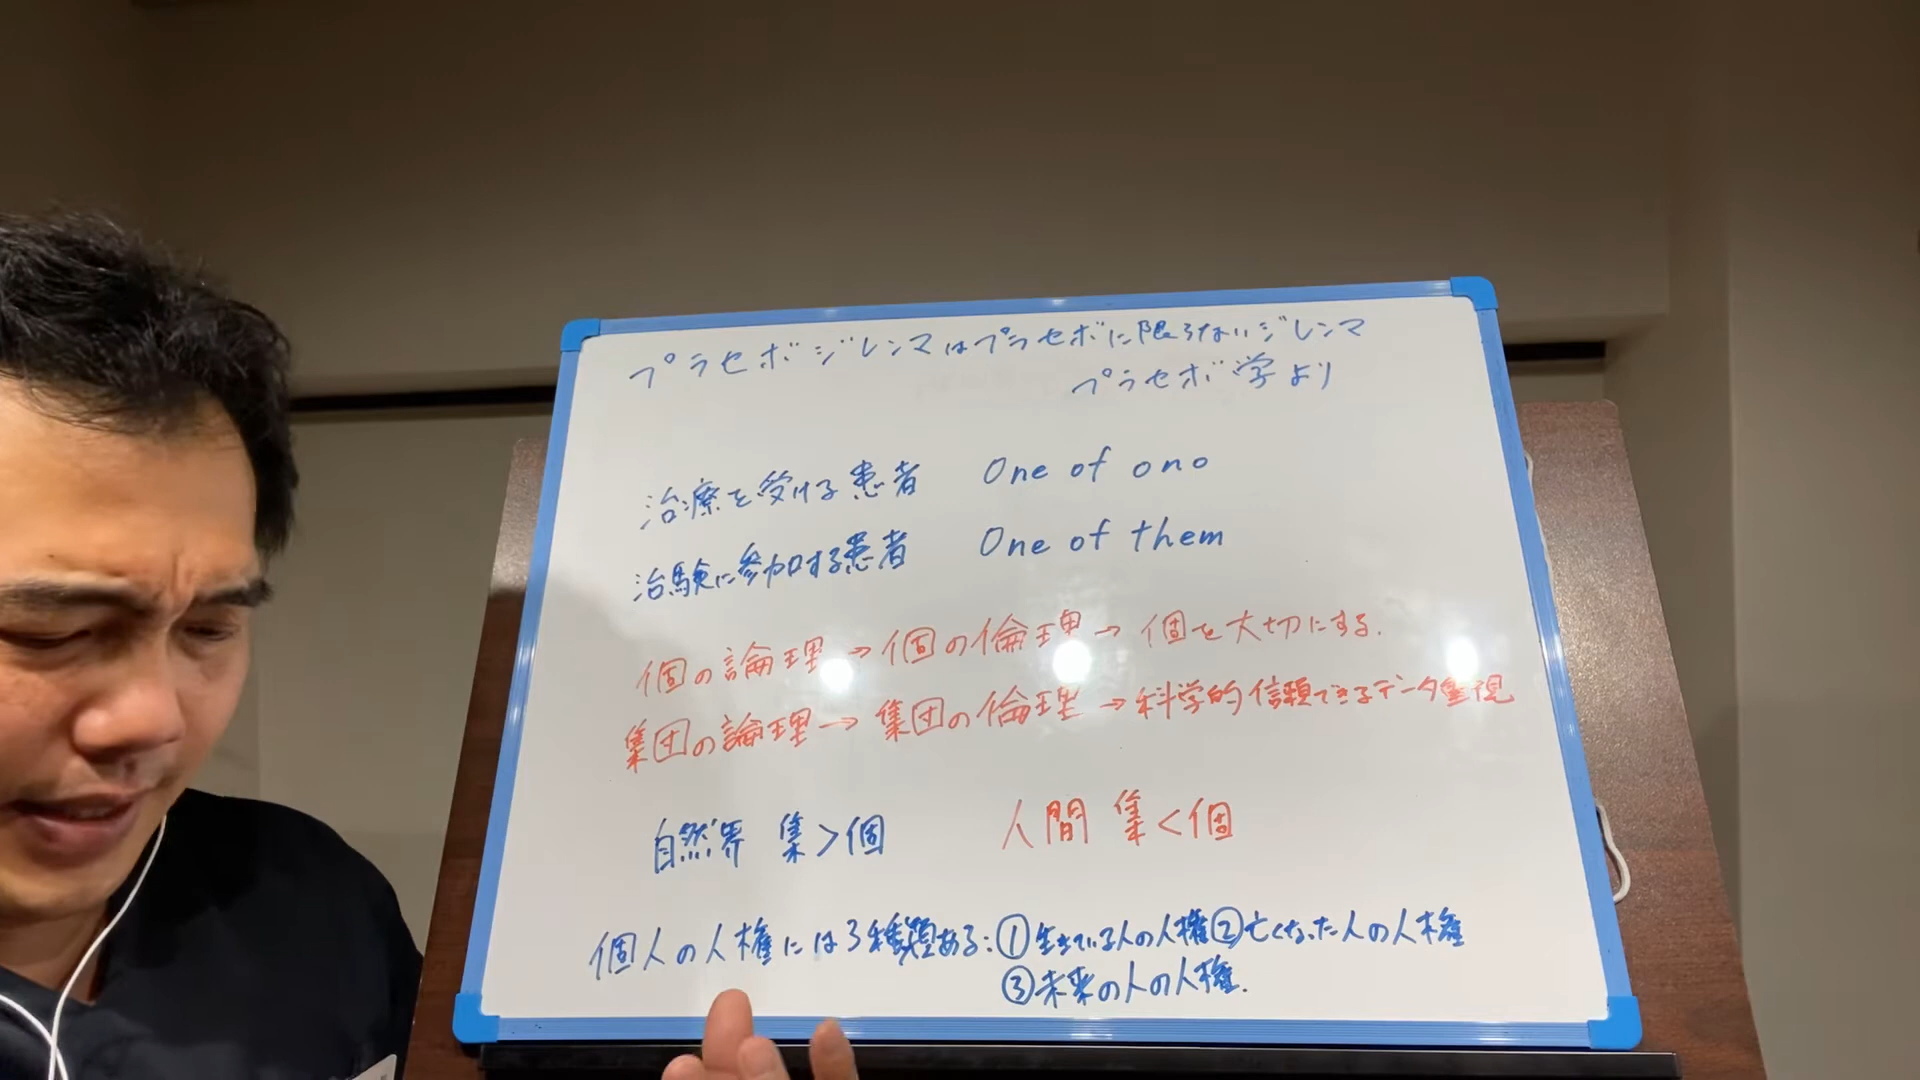 プラセボジレンマはプラセボに限らないジレンマ
プラセボ学より
治療を受ける患者 One of one
治験に参加する患者 One of them
個の論理→個の倫理→個を大切にする.
集団の論理→集団の倫理→科学的信頼できるデータ重視
自然界 集>個 人間 集<個
個人の人権には3種類ある:①生きている人の人権②亡くなった人の人権
③未来の人の人権.